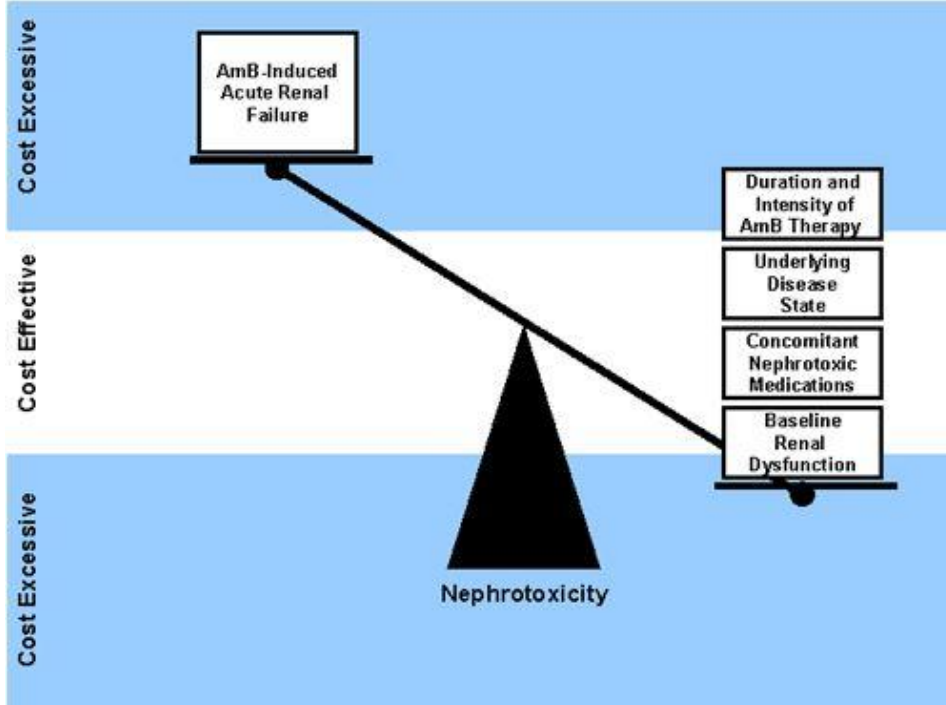 Cost Excessive
Cost Effective
Cost Excessive
AmB-Induced
Acute Renal
Failure
Duration and
Intensity of
AmB Therapy
Underlying
Disease
State
Concomitant
Nephrotoxic
Medications
Baseline
Renal
Dysfunction
Nephrotoxicity